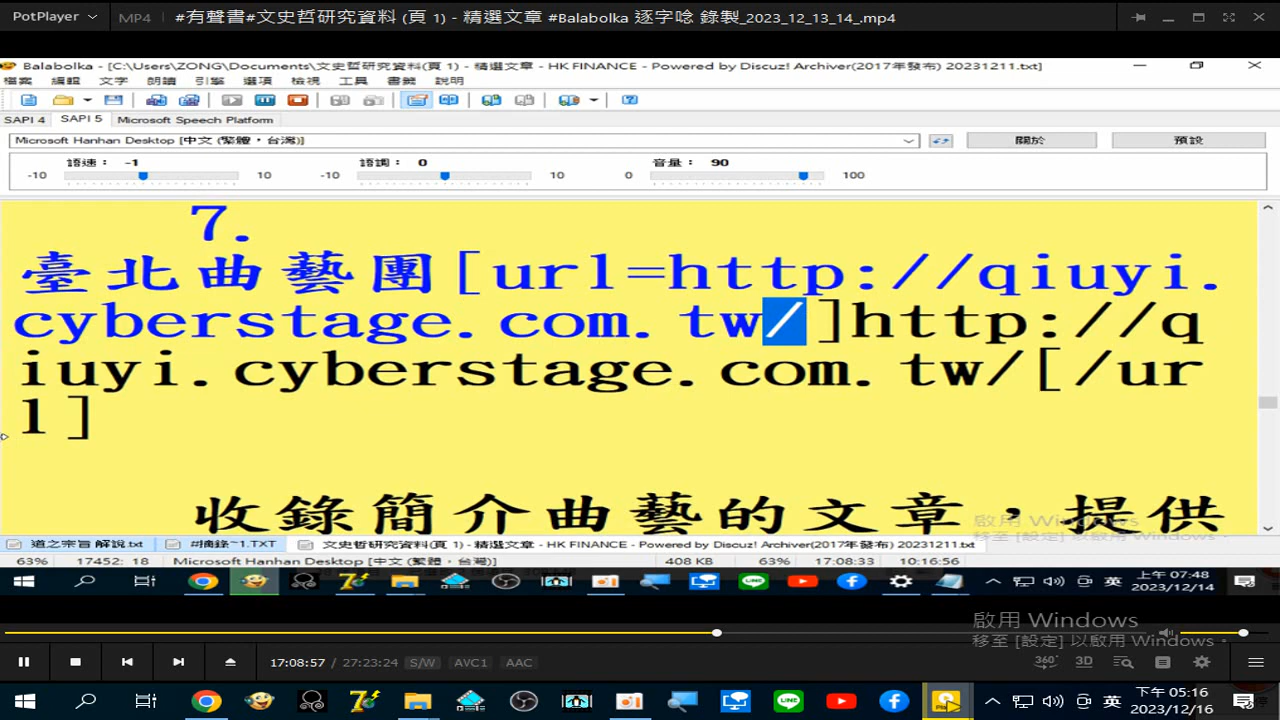 PotPlayer
MP4
#有聲書#文史哲研究資料 (頁 1) - 精選文章 #Balabolka 逐字唸 錄製_2023_12_13_14_.mp4
Balabolka - [C:\Users\ZONG\Documents\文史哲研究資料(頁 1) - 精選文章 - HK FINANCE - Powered by Discuz! Archiver(2017年發布) 20231211.txt]
檔案 編輯 文字 朗讀 引擎 選項 檢視 工具 書籤 說明
SAPI 4 SAPI 5 Microsoft Speech Platform
Microsoft Hanhan Desktop [中文 (繁體，台灣)]
關於 預設
語速： -1 語調： 0 音量： 90
-10 10 -10 10 0 100
7.
臺北曲藝團[url=http://qiuyi.
cyberstage.com.tw/]http://q
iuyi.cyberstage.com.tw/[/ur
l]
收錄簡介曲藝的文章，提供
啟用 Windows
移至 [設定] 以啟用 Windows。
道之宗旨 解說.txt
#摘錄~1.TXT
文史哲研究資料(頁 1) - 精選文章 - HK FINANCE - Powered by Discuz! Archiver(2017年發布) 20231211.txt
63% 17452: 18 Microsoft Hanhan Desktop [中文 (繁體，台灣)] 408 KB 63% 17:08:33 10:16:56
英 上午 07:48
2023/12/14
啟用 Windows
移至 [設定] 以啟用 Windows。
17:08:57 / 27:23:24 S/W AVC1 AAC
360° 3D
英 下午 05:16
2023/12/16